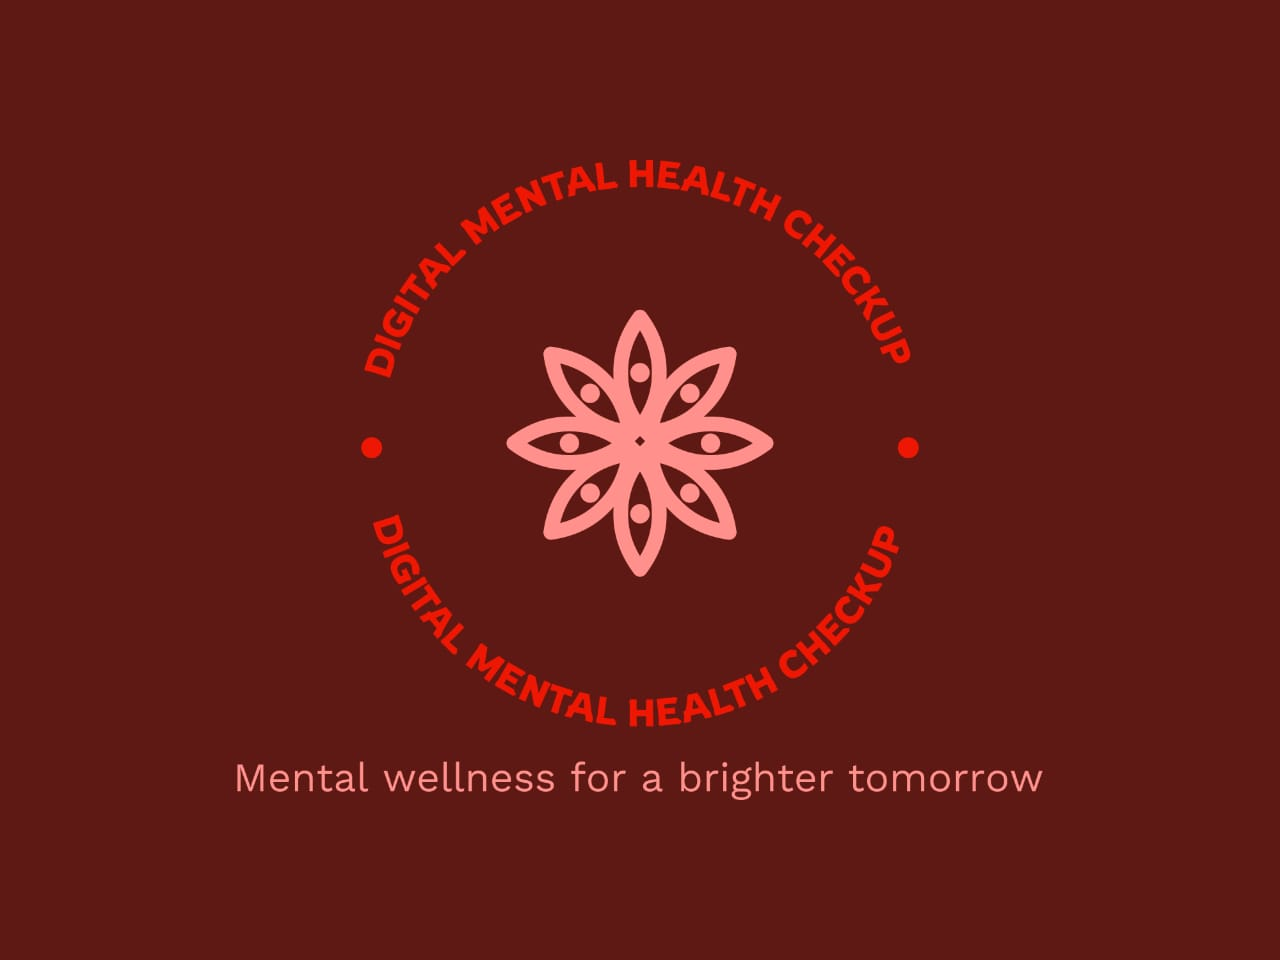 DIGITAL MENTAL HEALTH CHECKUP
DIGITAL MENTAL HEALTH CHECKUP
Mental wellness for a brighter tomorrow